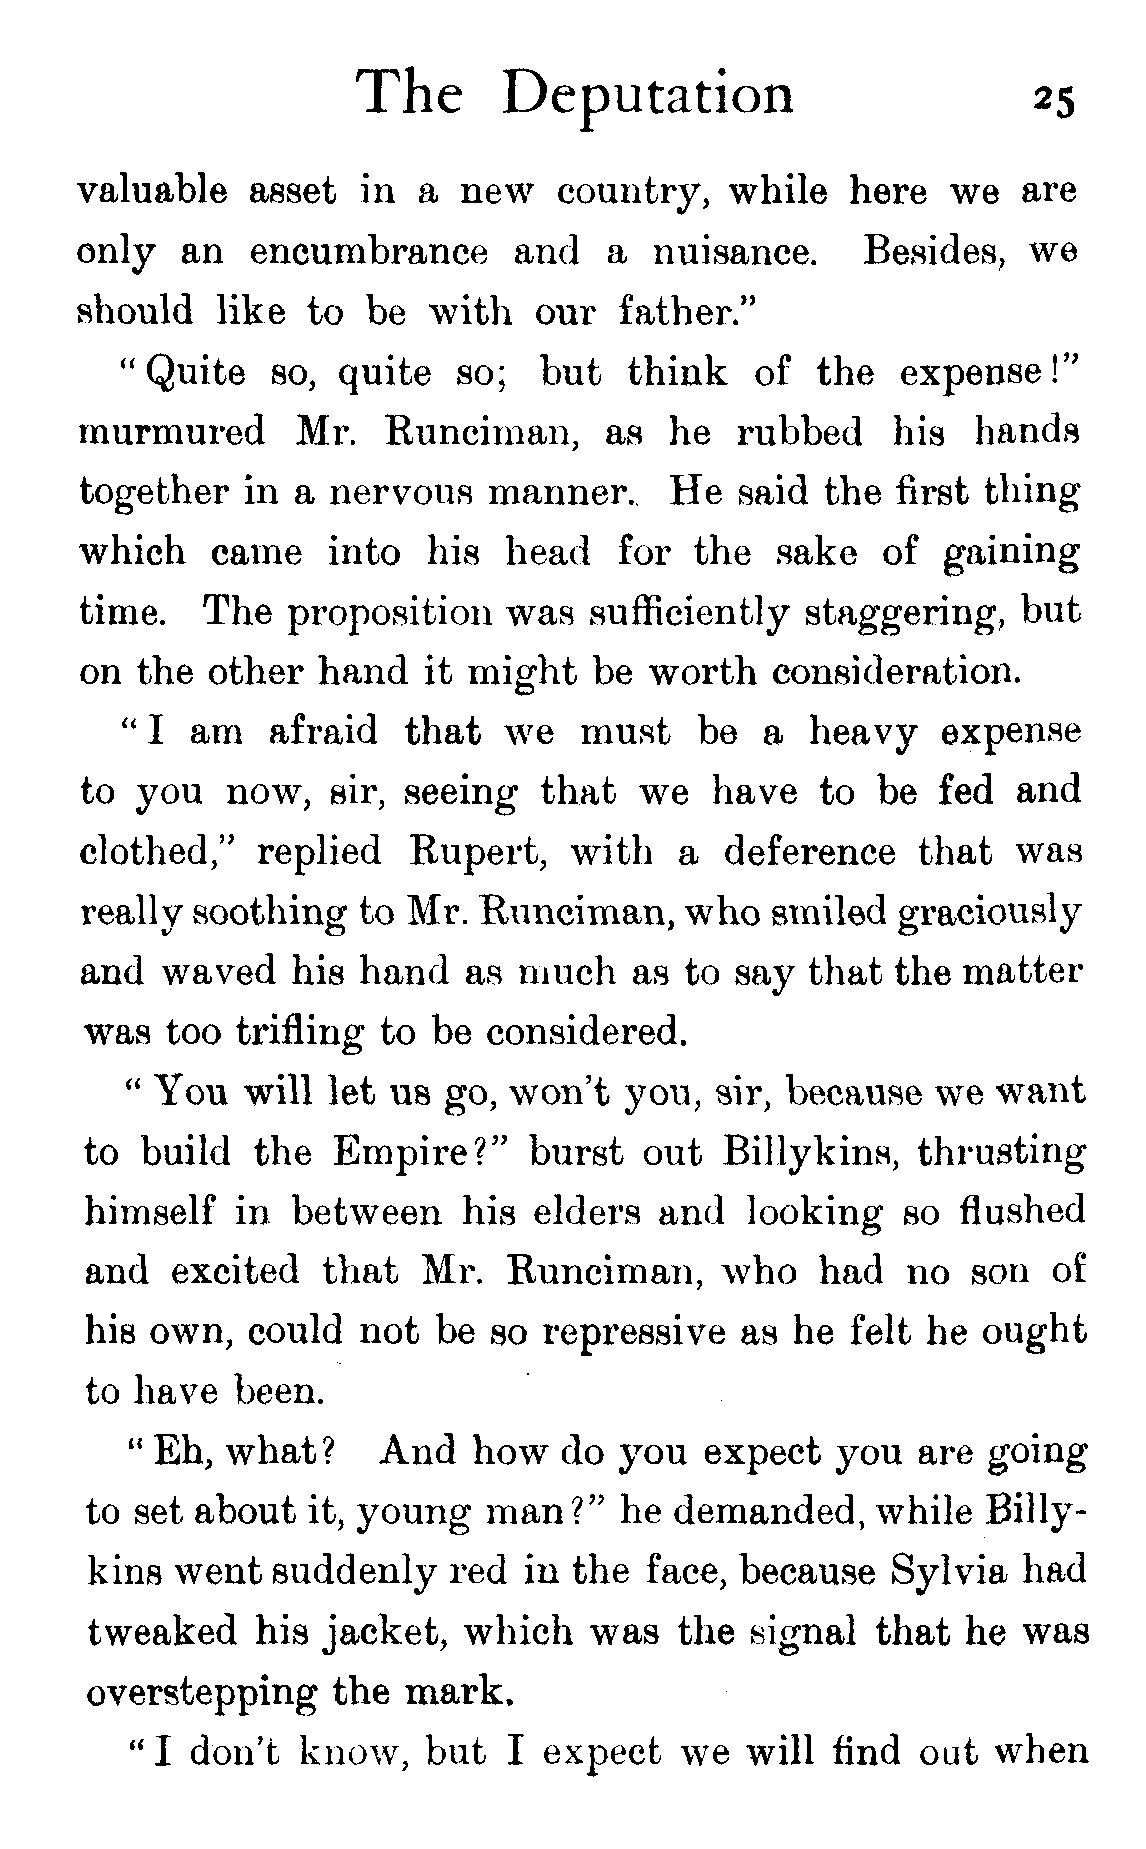 The Deputation 25
valuable asset in a new country, while here we are
only an encumbrance and a nuisance. Besides, we
should like to be with our father.”
“Quite so, quite so; but think of the expense!”
murmured Mr. Runciman, as he rubbed his hands
together in a nervous manner. He said the first thing
which came into his head for the sake of gaining
time. The proposition was sufficiently staggering, but
on the other hand it might be worth consideration.
“I am afraid that we must be a heavy expense
to you now, sir, seeing that we have to be fed and
clothed,” replied Rupert, with a deference that was
really soothing to Mr. Runciman, who smiled graciously
and waved his hand as much as to say that the matter
was too trifling to be considered.
“You will let us go, won’t you, sir, because we want
to build the Empire?” burst out Billykins, thrusting
himself in between his elders and looking so flushed
and excited that Mr. Runciman, who had no son of
his own, could not be so repressive as he felt he ought
to have been.
“Eh, what? And how do you expect you are going
to set about it, young man?” he demanded, while Billy-
kins went suddenly red in the face, because Sylvia had
tweaked his jacket, which was the signal that he was
overstepping the mark.
“I don’t know, but I expect we will find out when